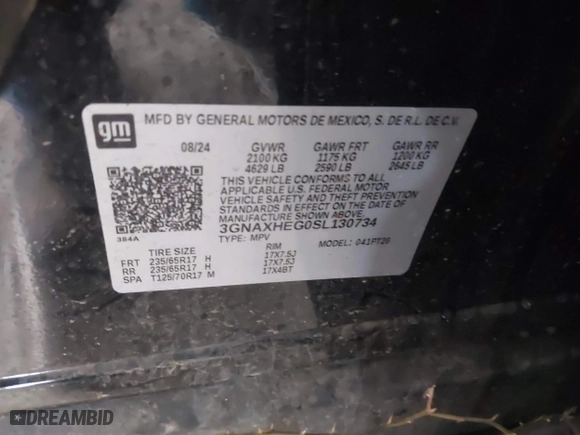 gm
MFD BY GENERAL MOTORS DE MEXICO, S. DE R.L. DE C.V.
08/24 GVWR GAWR FRT GAWR RR
2100 KG 1175 KG 1200 KG
4629 LB 2590 LB 2645 LB
THIS VEHICLE CONFORMS TO ALL
APPLICABLE U.S. FEDERAL MOTOR
VEHICLE SAFETY AND THEFT PREVENTION
STANDARDS IN EFFECT ON THE DATE OF
MANUFACTURE SHOWN ABOVE.
3GNAXHEG0SL130734
384A TYPE: MPV MODEL: 041PT26
TIRE SIZE RIM
FRT 235/65R17 H 17X7.5J
RR 235/65R17 H 17X7.5J
SPA T125/70R17 M 17X4BT
DREAMBID